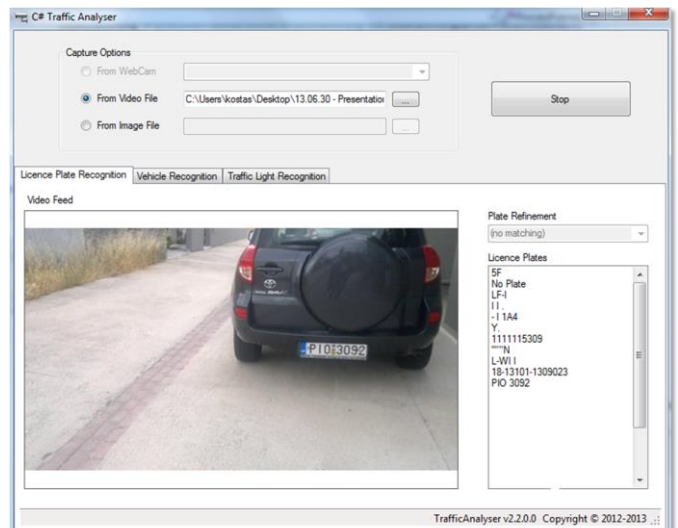 C# Traffic Analyser
Capture Options
From WebCam
From Video File
C:\Users\kostas\Desktop\13.06.30 - Presentation
...
From Image File
...
Stop
Licence Plate Recognition
Vehicle Recognition
Traffic Light Recognition
Video Feed
PIO 3092
Plate Refinement
(no matching)
Licence Plates
5F
No Plate
LF-I
I I .
- I 1A4
Y.
1111115309
""''N
L-WI I
18-13101-1309023
PIO 3092
TrafficAnalyser v2.2.0.0 Copyright © 2012-2013